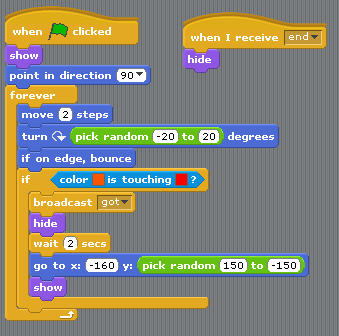 when clicked
show
point in direction 90
forever
move 2 steps
turn pick random -20 to 20 degrees
if on edge, bounce
if color is touching ?
broadcast got
hide
wait 2 secs
go to x: -160 y: pick random 150 to -150
show
when I receive end
hide